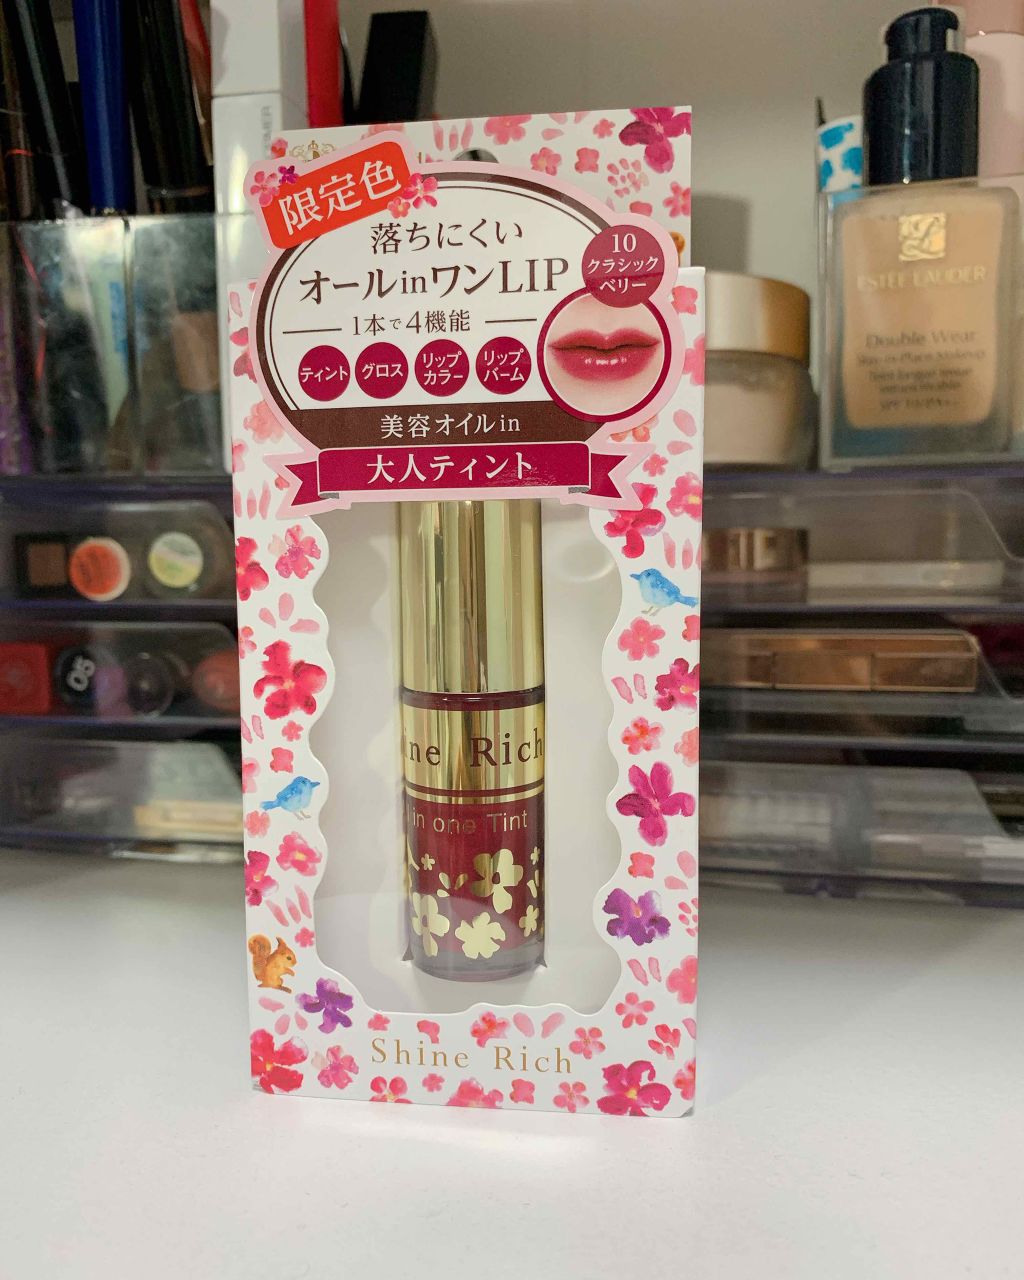 限定色
落ちにくい
オールinワンLIP
1本で4機能
ティント
グロス
リップ
カラー
リップ
バーム
10
クラシック
ベリー
美容オイルin
大人ティント
ine Rich
in one Tint
Shine Rich
ESTĒE LAUDER
Double Wear
05